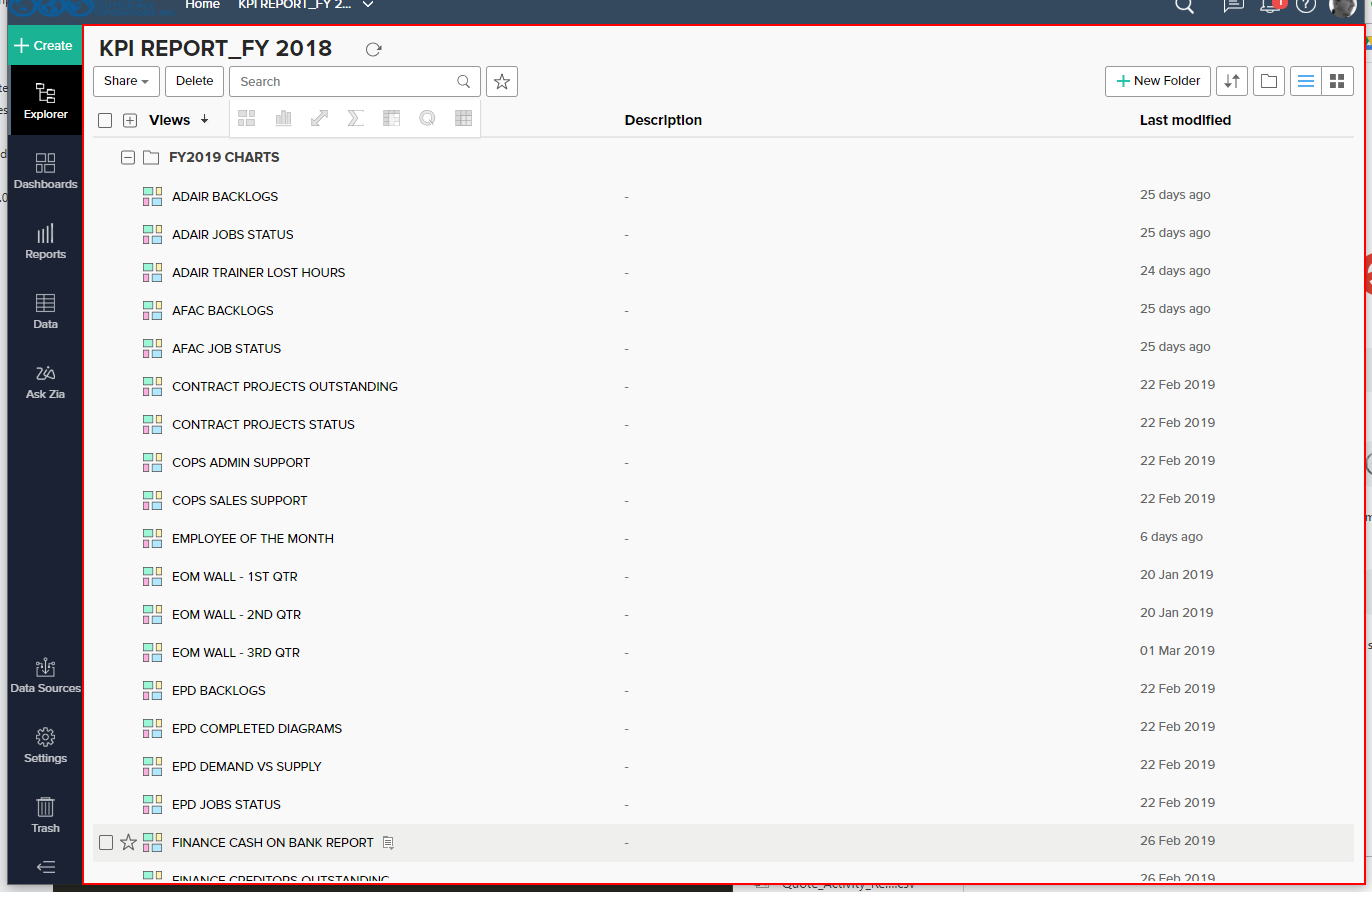 Home KPI REPORT_FY 2...
Create
KPI REPORT_FY 2018
Share Delete Search New Folder
Explorer
Views Description Last modified
FY2019 CHARTS
Dashboards
ADAIR BACKLOGS - 25 days ago
ADAIR JOBS STATUS - 25 days ago
Reports
ADAIR TRAINER LOST HOURS - 24 days ago
AFAC BACKLOGS - 25 days ago
Data
AFAC JOB STATUS - 25 days ago
CONTRACT PROJECTS OUTSTANDING - 22 Feb 2019
Ask Zia
CONTRACT PROJECTS STATUS - 22 Feb 2019
COPS ADMIN SUPPORT - 22 Feb 2019
COPS SALES SUPPORT - 22 Feb 2019
EMPLOYEE OF THE MONTH - 6 days ago
EOM WALL - 1ST QTR - 20 Jan 2019
EOM WALL - 2ND QTR - 20 Jan 2019
EOM WALL - 3RD QTR - 01 Mar 2019
Data Sources
EPD BACKLOGS - 22 Feb 2019
EPD COMPLETED DIAGRAMS - 22 Feb 2019
Settings
EPD DEMAND VS SUPPLY - 22 Feb 2019
EPD JOBS STATUS - 22 Feb 2019
Trash
FINANCE CASH ON BANK REPORT - 26 Feb 2019
FINANCE CREDITORS OUTSTANDING 26 Feb 2019